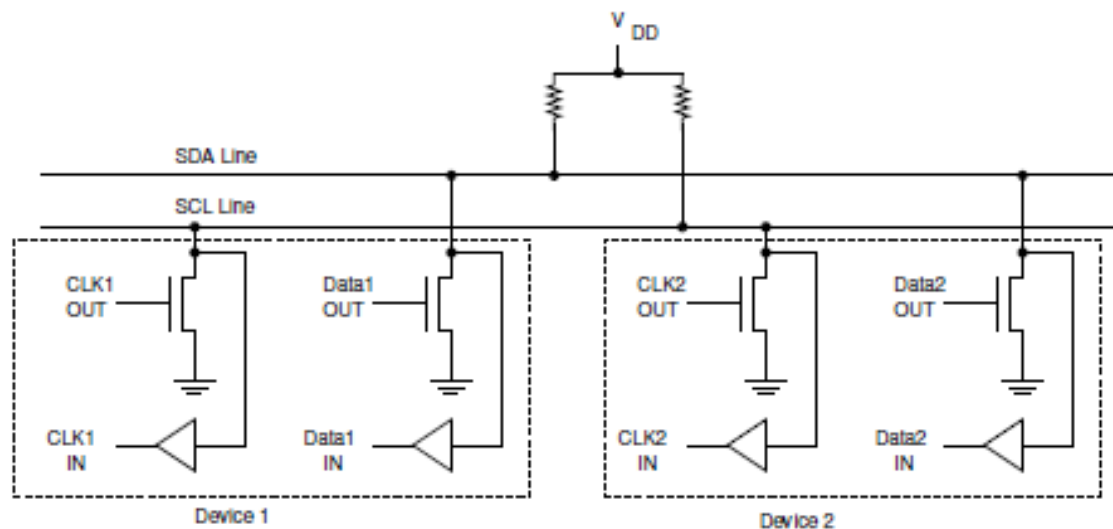 V
DD
SDA Line
SCL Line
CLK1
OUT
Data1
OUT
CLK2
OUT
Data2
OUT
CLK1
IN
Data1
IN
CLK2
IN
Data2
IN
Device 1
Device 2